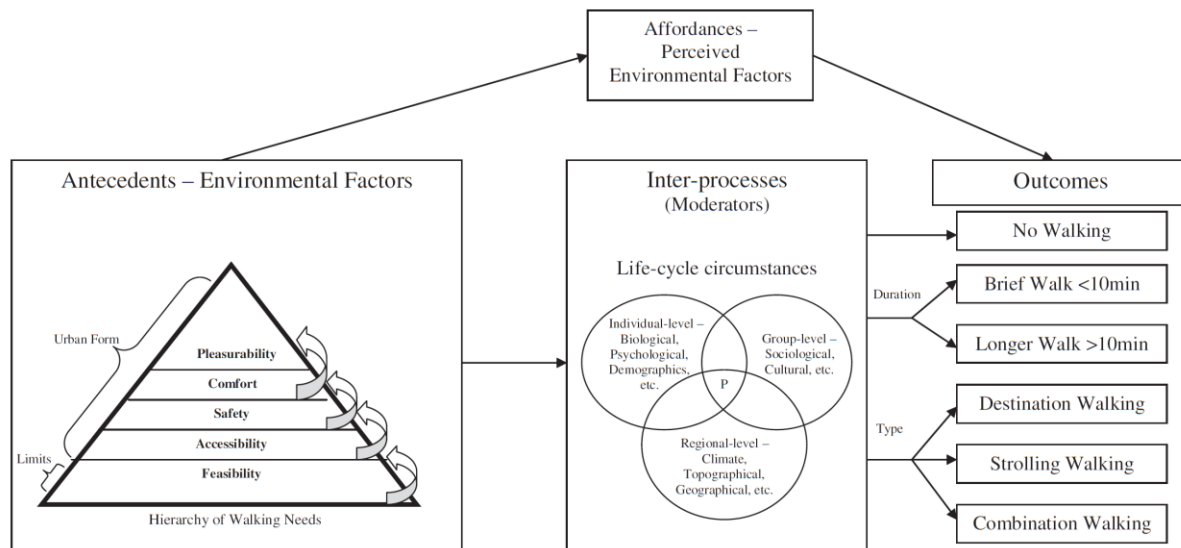 Affordances –
Perceived
Environmental Factors
Antecedents – Environmental Factors
Urban Form
Limits
Pleasurability
Comfort
Safety
Accessibility
Feasibility
Hierarchy of Walking Needs
Inter-processes
(Moderators)
Life-cycle circumstances
Individual-level –
Biological,
Psychological,
Demographics,
etc.
Group-level –
Sociological,
Cultural, etc.
P
Regional-level –
Climate,
Topographical,
Geographical, etc.
Outcomes
No Walking
Duration
Brief Walk <10min
Longer Walk >10min
Type
Destination Walking
Strolling Walking
Combination Walking